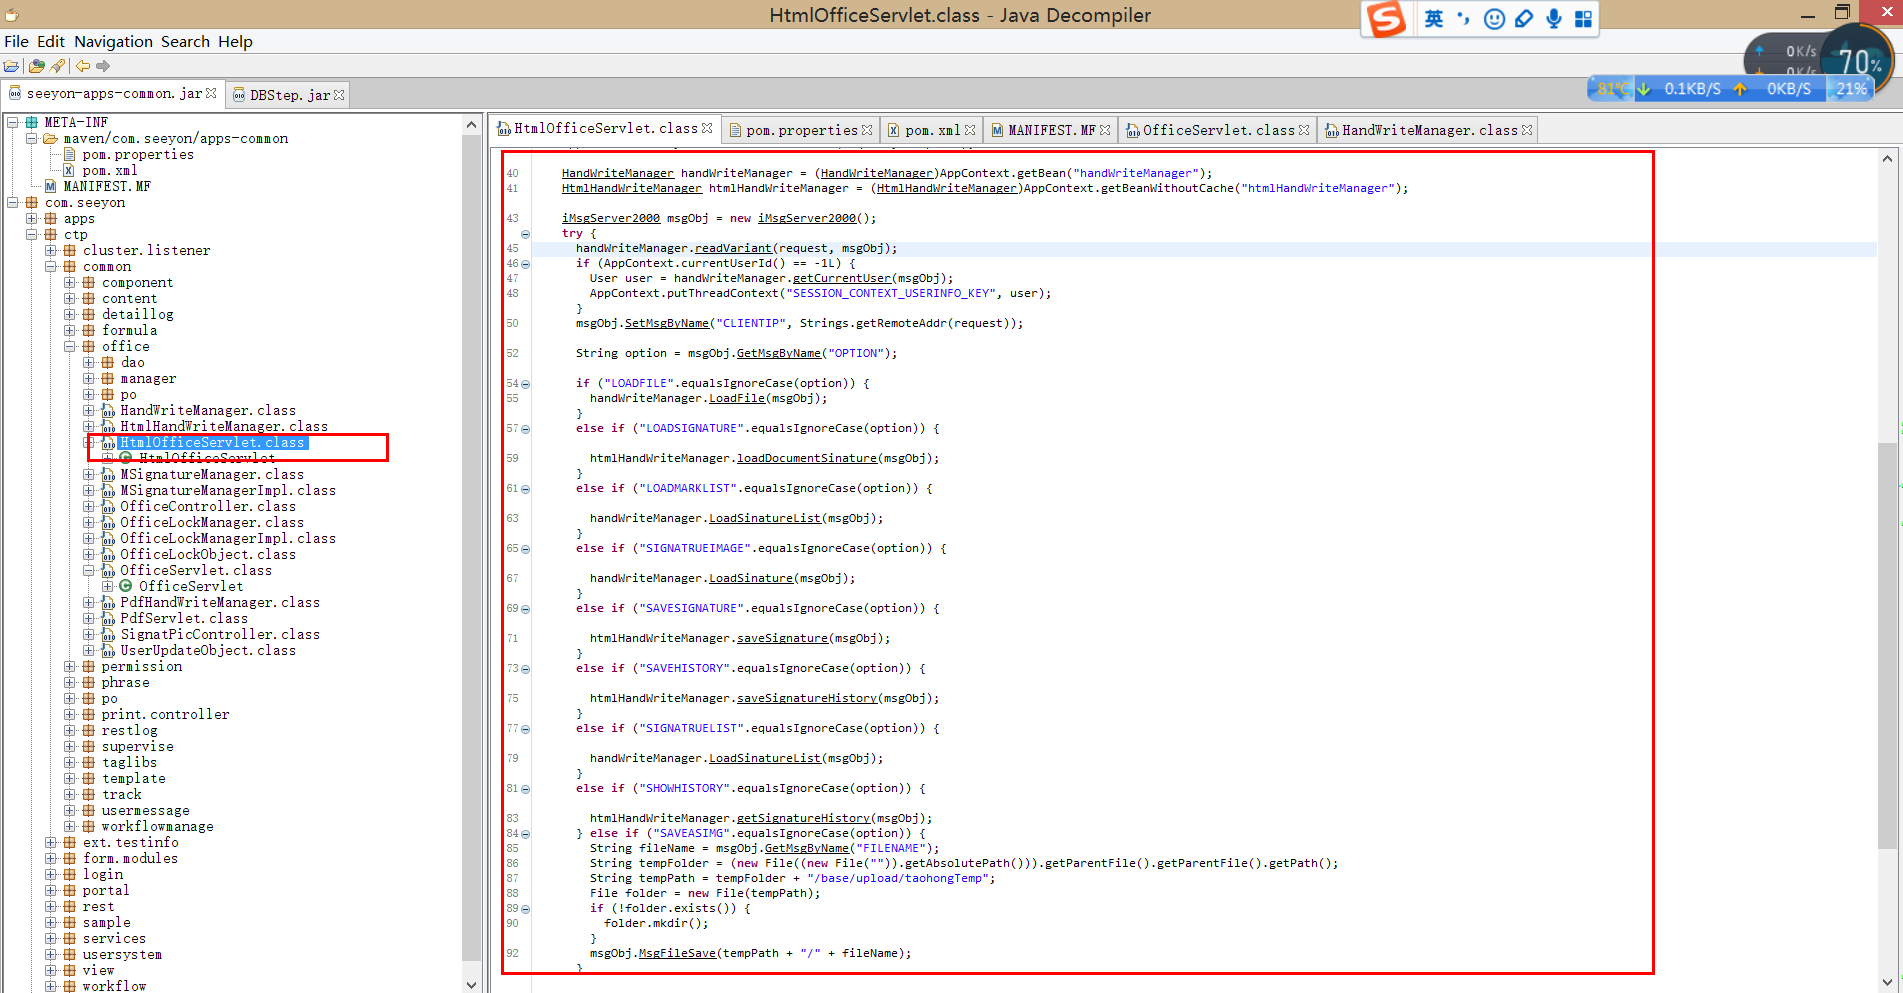 HtmlOfficeServlet.class - Java Decompiler
英
File Edit Navigation Search Help
0K/s
0K/s
70%
81°C 0.1KB/S 0KB/S 21%
seeyon-apps-common.jar
DBStep.jar
META-INF
maven/com.seeyon/apps-common
pom.properties
pom.xml
MANIFEST.MF
com.seeyon
apps
ctp
cluster.listener
common
component
content
detaillog
formula
office
dao
manager
po
HandWriteManager.class
HtmlHandWriteManager.class
HtmlOfficeServlet.class
HtmlOfficeServlet
MSignatureManager.class
MSignatureManagerImpl.class
OfficeController.class
OfficeLockManager.class
OfficeLockManagerImpl.class
OfficeLockObject.class
OfficeServlet.class
OfficeServlet
PdfHandWriteManager.class
PdfServlet.class
SignatPicController.class
UserUpdateObject.class
permission
phrase
po
print.controller
restlog
supervise
taglibs
template
track
usermessage
workflowmanage
ext.testinfo
form.modules
login
portal
rest
sample
services
usersystem
view
workflow
HtmlOfficeServlet.class pom.properties pom.xml MANIFEST.MF OfficeServlet.class HandWriteManager.class
40 HandWriteManager handWriteManager = (HandWriteManager)AppContext.getBean("handWriteManager");
41 HtmlHandWriteManager htmlHandWriteManager = (HtmlHandWriteManager)AppContext.getBeanWithoutCache("htmlHandWriteManager");
43 iMsgServer2000 msgObj = new iMsgServer2000();
try {
45 handWriteManager.readVariant(request, msgObj);
46 if (AppContext.currentUserId() == -1L) {
47 User user = handWriteManager.getCurrentUser(msgObj);
48 AppContext.putThreadContext("SESSION_CONTEXT_USERINFO_KEY", user);
}
50 msgObj.SetMsgByName("CLIENTIP", Strings.getRemoteAddr(request));
52 String option = msgObj.GetMsgByName("OPTION");
54 if ("LOADFILE".equalsIgnoreCase(option)) {
55 handWriteManager.LoadFile(msgObj);
}
57 else if ("LOADSIGNATURE".equalsIgnoreCase(option)) {
59 htmlHandWriteManager.loadDocumentSinature(msgObj);
}
61 else if ("LOADMARKLIST".equalsIgnoreCase(option)) {
63 handWriteManager.LoadSinatureList(msgObj);
}
65 else if ("SIGNATRUEIMAGE".equalsIgnoreCase(option)) {
67 handWriteManager.LoadSinature(msgObj);
}
69 else if ("SAVESIGNATURE".equalsIgnoreCase(option)) {
71 htmlHandWriteManager.saveSignature(msgObj);
}
73 else if ("SAVEHISTORY".equalsIgnoreCase(option)) {
75 htmlHandWriteManager.saveSignatureHistory(msgObj);
}
77 else if ("SIGNATRUELIST".equalsIgnoreCase(option)) {
79 handWriteManager.LoadSinatureList(msgObj);
}
81 else if ("SHOWHISTORY".equalsIgnoreCase(option)) {
83 htmlHandWriteManager.getSignatureHistory(msgObj);
84 } else if ("SAVEASIMG".equalsIgnoreCase(option)) {
85 String fileName = msgObj.GetMsgByName("FILENAME");
86 String tempFolder = (new File((new File("")).getAbsolutePath())).getParentFile().getParentFile().getPath();
87 String tempPath = tempFolder + "/base/upload/taohongTemp";
88 File folder = new File(tempPath);
89 if (!folder.exists()) {
90 folder.mkdir();
}
92 msgObj.MsgFileSave(tempPath + "/" + fileName);
}